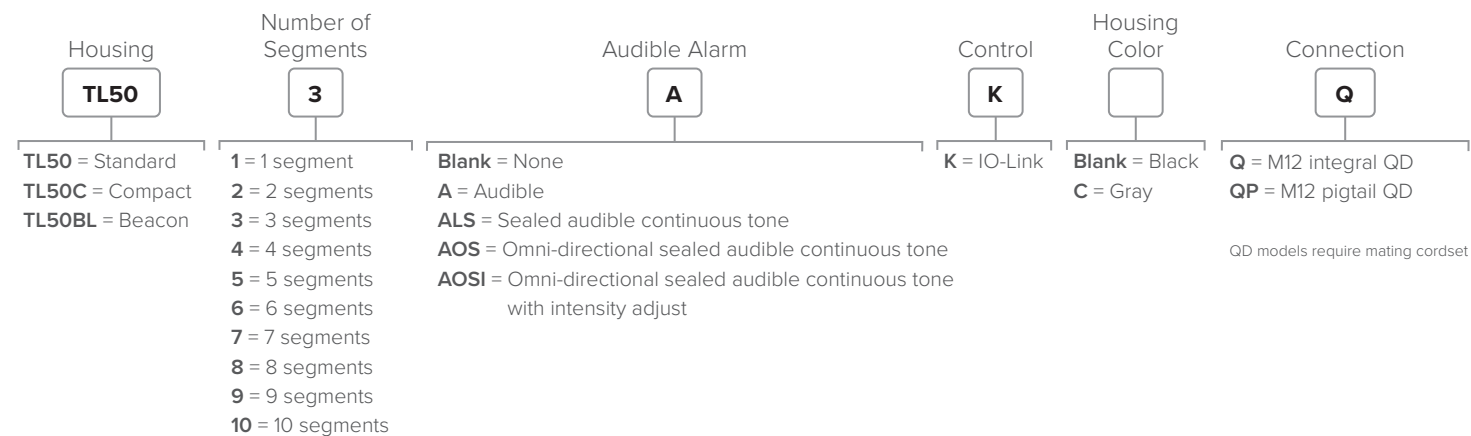 Housing
TL50
TL50 = Standard
TL50C = Compact
TL50BL = Beacon
Number of
Segments
3
1 = 1 segment
2 = 2 segments
3 = 3 segments
4 = 4 segments
5 = 5 segments
6 = 6 segments
7 = 7 segments
8 = 8 segments
9 = 9 segments
10 = 10 segments
Audible Alarm
A
Blank = None
A = Audible
ALS = Sealed audible continuous tone
AOS = Omni-directional sealed audible continuous tone
AOSI = Omni-directional sealed audible continuous tone
with intensity adjust
Control
K
K = IO-Link
Housing
Color
Blank = Black
C = Gray
Connection
Q
Q = M12 integral QD
QP = M12 pigtail QD
QD models require mating cordset